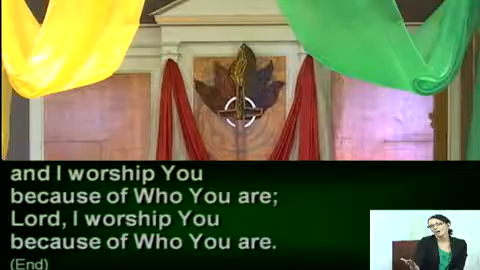 and I worship You
because of Who You are;
Lord, I worship You
because of Who You are.
(End)